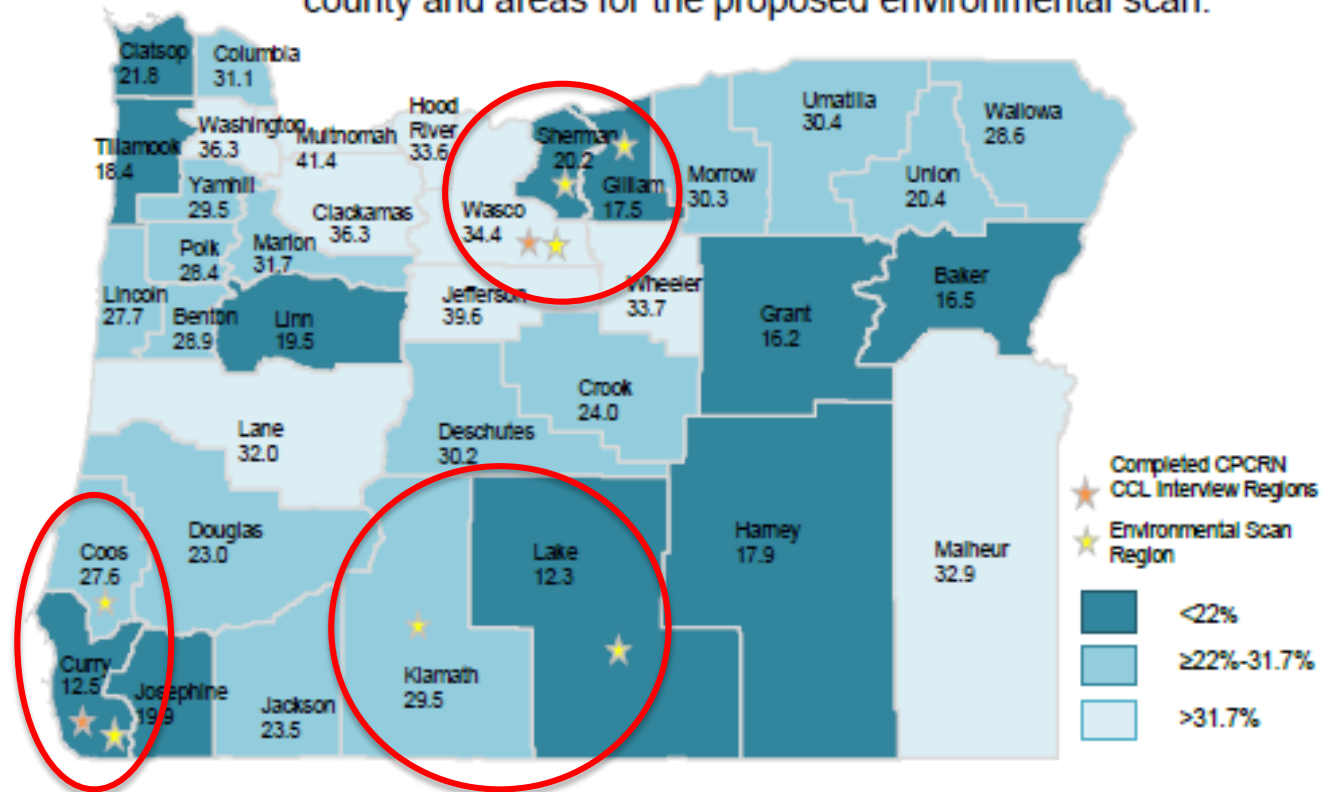 county and areas for the proposed environmental scan.
Clatsop
21.8
Columbia
31.1
Tillamook
18.4
Washington
36.3
Multnomah
41.4
Hood
River
33.6
Yamhill
29.5
Clackamas
36.3
Polk
28.4
Marion
31.7
Lincoln
27.7
Benton
28.9
Linn
19.5
Wasco
34.4
Sherman
20.2
Gilliam
17.5
Morrow
30.3
Umatilla
30.4
Union
20.4
Wallowa
28.6
Jefferson
39.6
Wheeler
33.7
Grant
16.2
Baker
16.5
Lane
32.0
Deschutes
30.2
Crook
24.0
Douglas
23.0
Coos
27.6
Curry
12.5
Josephine
19.9
Jackson
23.5
Klamath
29.5
Lake
12.3
Harney
17.9
Malheur
32.9
Completed CPCRN
CCL Interview Regions
Environmental Scan
Region
<22%
≥22%-31.7%
>31.7%